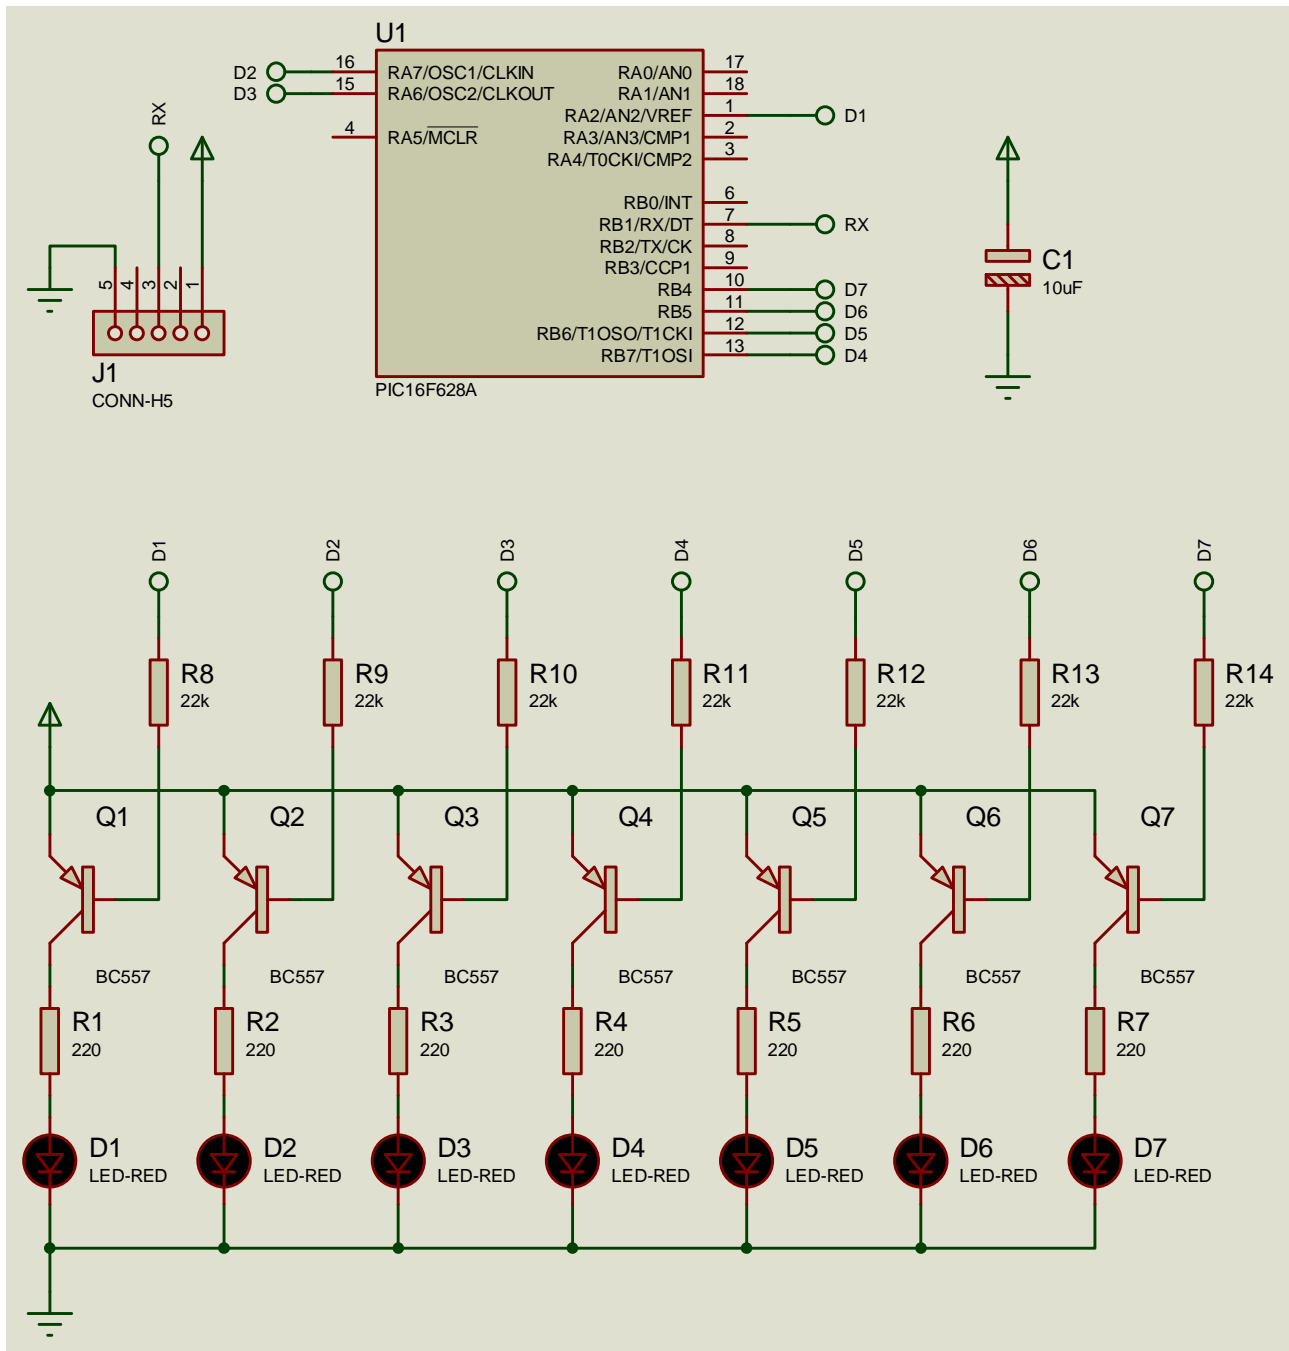 U1
D2
16
RA7/OSC1/CLKIN
D3
15
RA6/OSC2/CLKOUT
4
RA5/MCLR
RA0/AN0
17
RA1/AN1
18
RA2/AN2/VREF
1
D1
RA3/AN3/CMP1
2
RA4/T0CKI/CMP2
3
RB0/INT
6
RB1/RX/DT
7
RX
RB2/TX/CK
8
RB3/CCP1
9
RB4
10
D7
RB5
11
D6
RB6/T1OSO/T1CKI
12
D5
RB7/T1OSI
13
D4
PIC16F628A
RX
5
4
3
2
1
J1
CONN-H5
C1
10uF
D1
D2
D3
D4
D5
D6
D7
R8
22k
R9
22k
R10
22k
R11
22k
R12
22k
R13
22k
R14
22k
Q1
Q2
Q3
Q4
Q5
Q6
Q7
BC557
BC557
BC557
BC557
BC557
BC557
BC557
R1
220
R2
220
R3
220
R4
220
R5
220
R6
220
R7
220
D1
LED-RED
D2
LED-RED
D3
LED-RED
D4
LED-RED
D5
LED-RED
D6
LED-RED
D7
LED-RED